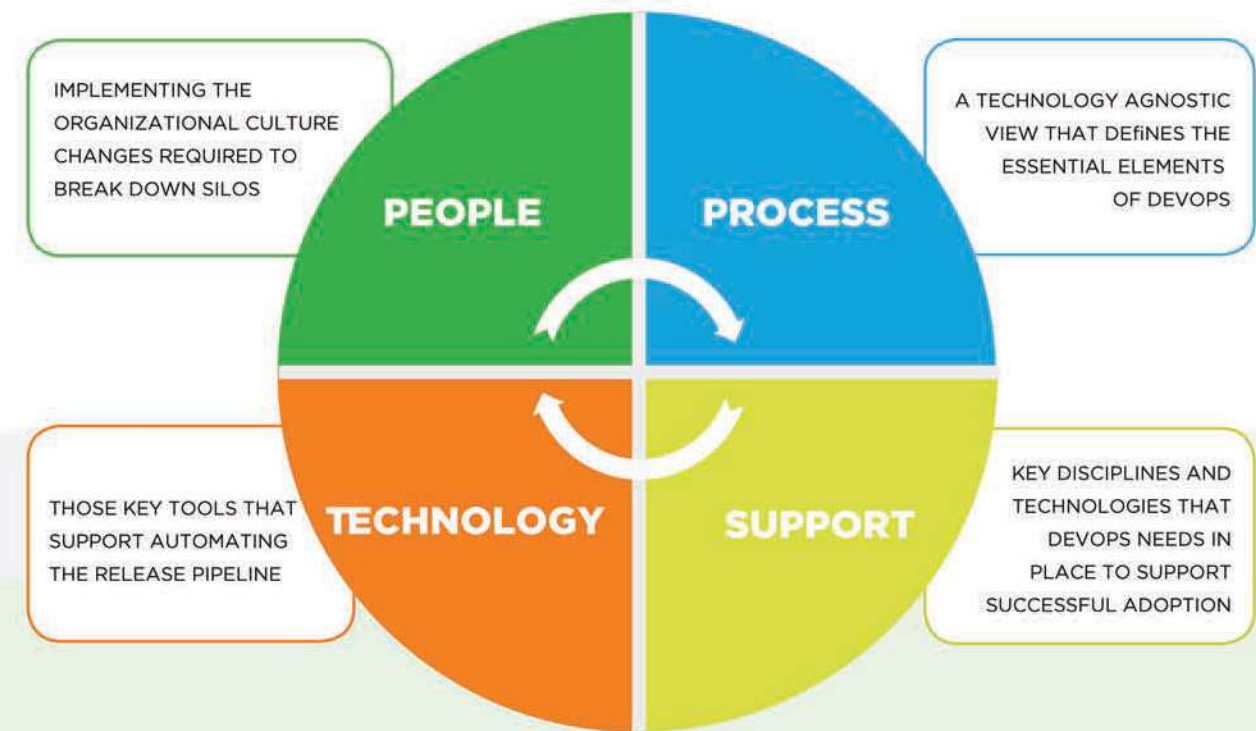 IMPLEMENTING THE
ORGANIZATIONAL CULTURE
CHANGES REQUIRED TO
BREAK DOWN SILOS
PEOPLE
PROCESS
A TECHNOLOGY AGNOSTIC
VIEW THAT DEfiNES THE
ESSENTIAL ELEMENTS
OF DEVOPS
THOSE KEY TOOLS THAT
SUPPORT AUTOMATING
THE RELEASE PIPELINE
TECHNOLOGY
SUPPORT
KEY DISCIPLINES AND
TECHNOLOGIES THAT
DEVOPS NEEDS IN
PLACE TO SUPPORT
SUCCESSFUL ADOPTION